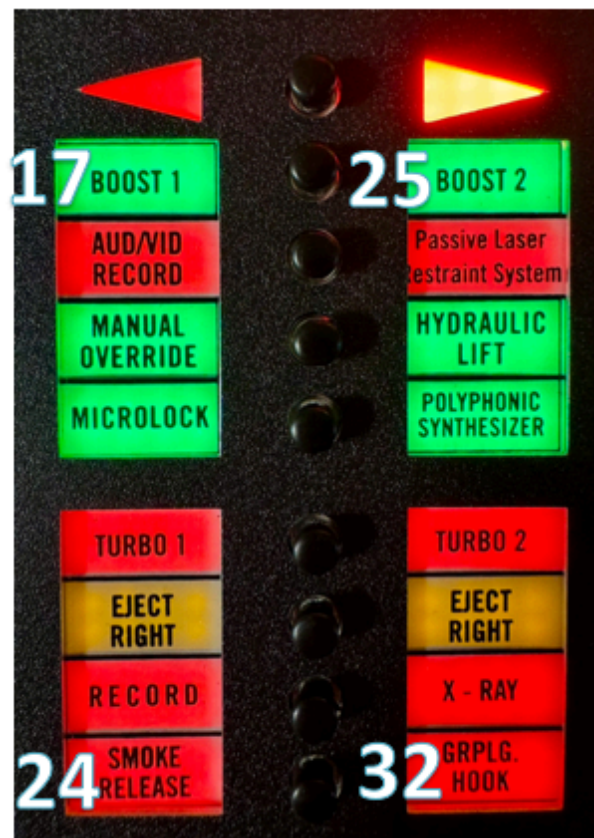 17
BOOST 1
25
BOOST 2
AUD/VID
RECORD
Passive Laser
Restraint System
MANUAL
OVERRIDE
HYDRAULIC
LIFT
MICROLOCK
POLYPHONIC
SYNTHESIZER
TURBO 1
TURBO 2
EJECT
RIGHT
EJECT
RIGHT
RECORD
X - RAY
24
SMOKE
RELEASE
32
GRPLG.
HOOK